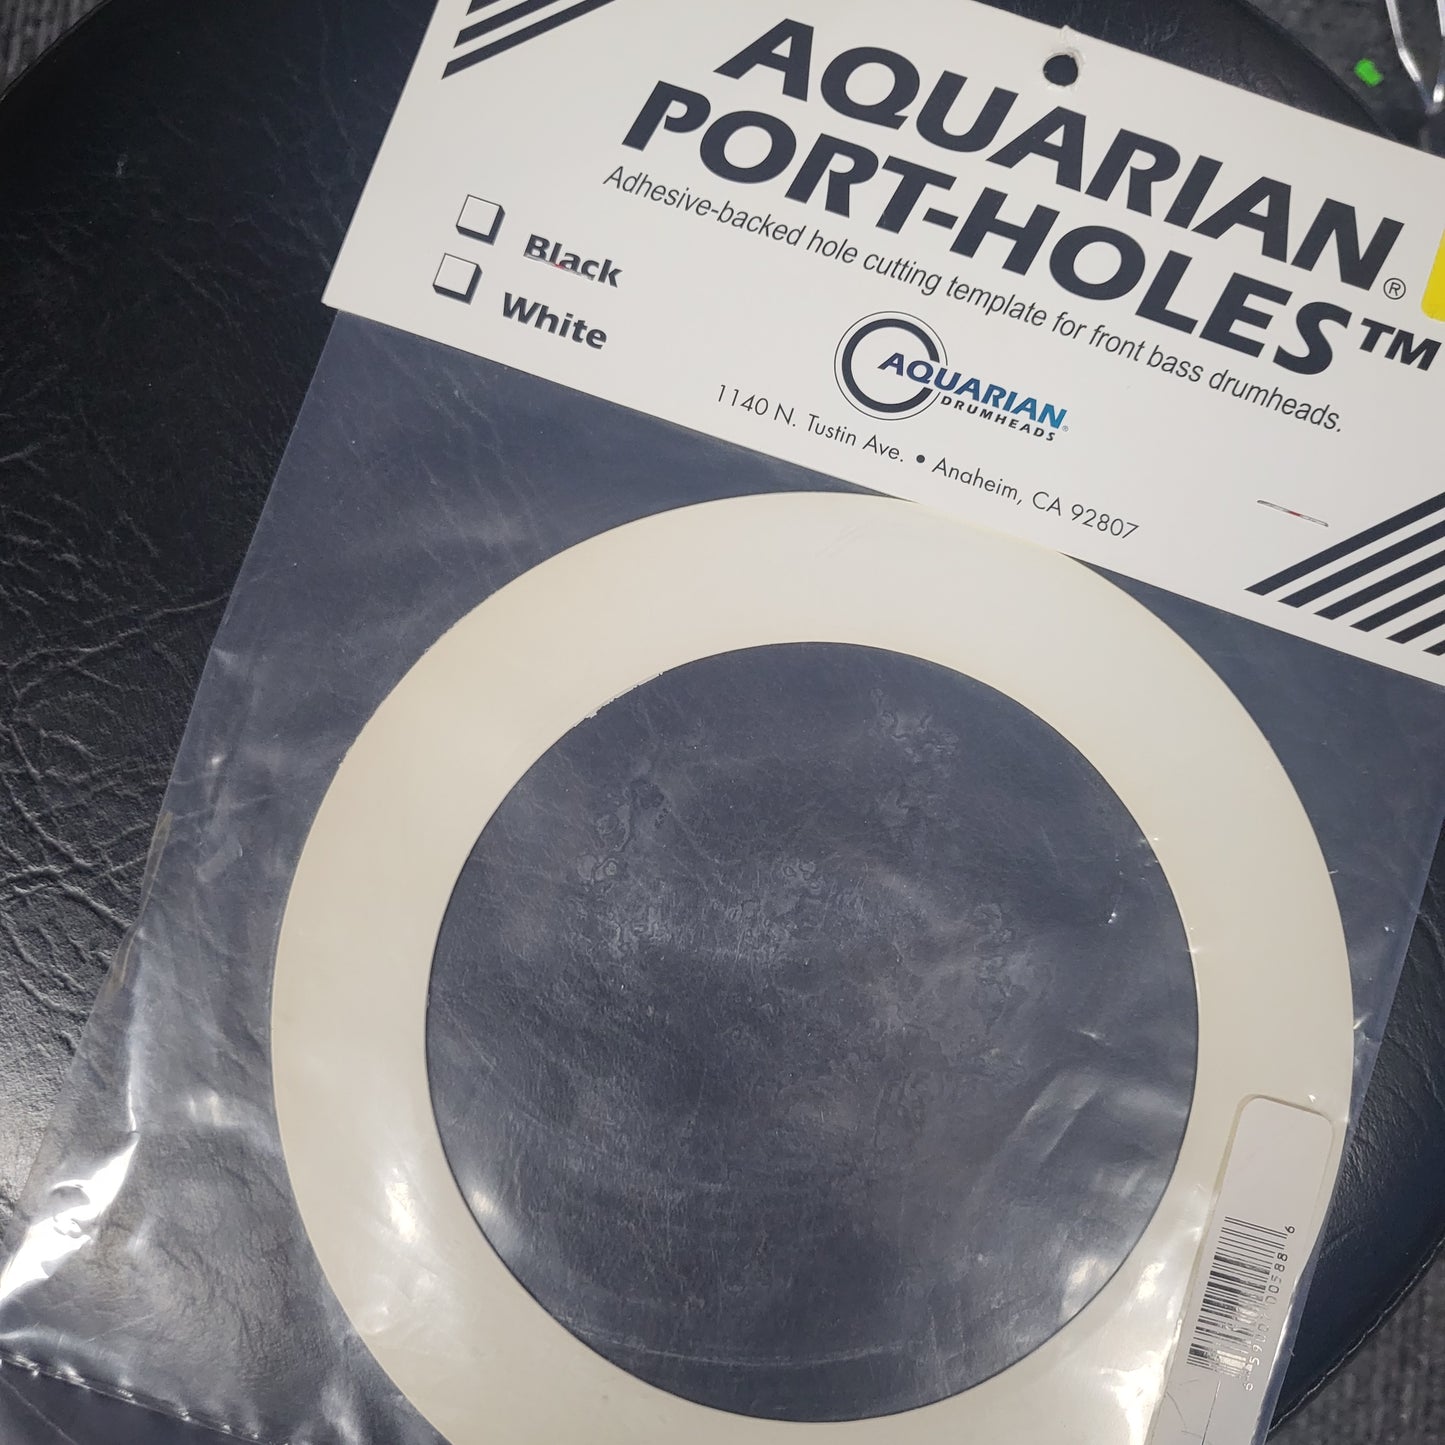 AQUARIAN®
PORT-HOLES™
Adhesive-backed hole cutting template for front bass drumheads.
Black
White
AQUARIAN®
DRUMHEADS
1140 N. Tustin Ave. • Anaheim, CA 92807